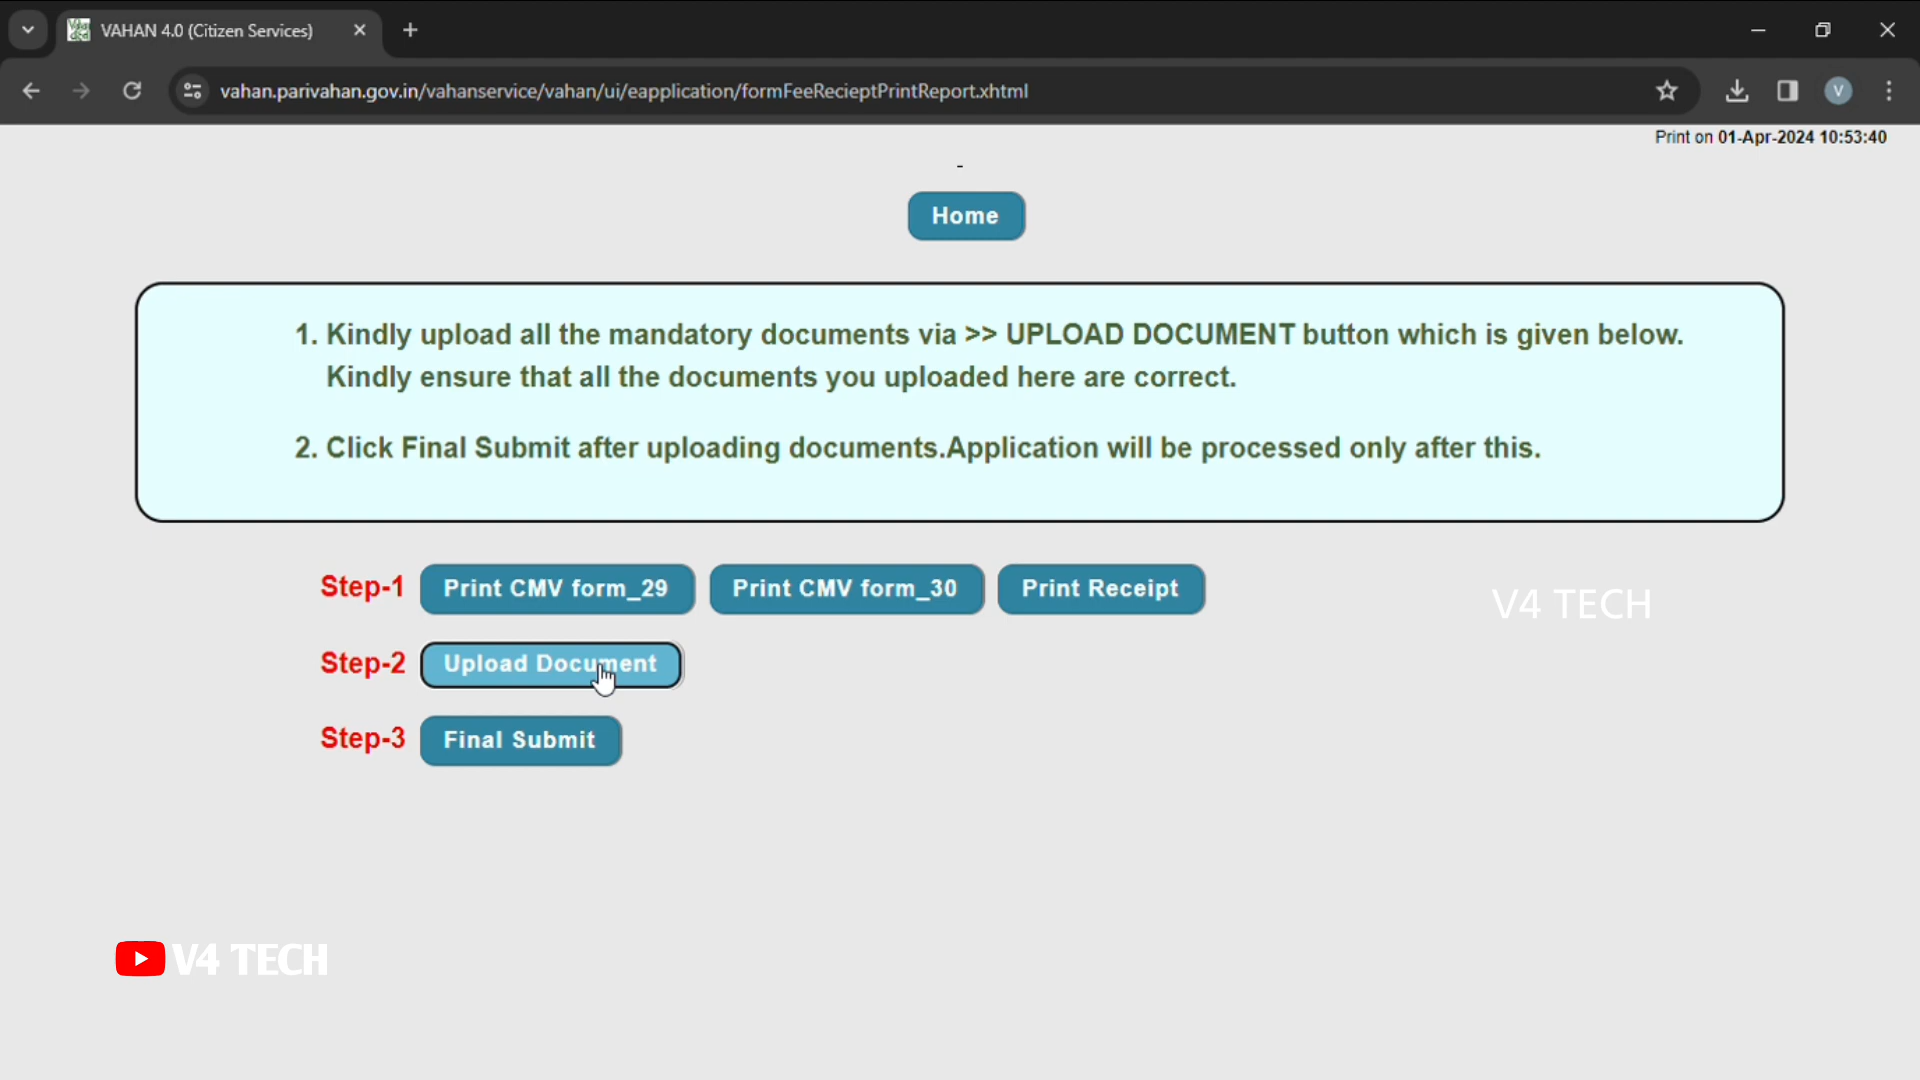 VAHAN 4.0 (Citizen Services)
vahan.parivahan.gov.in/vahanservice/vahan/ui/eapplication/formFeeRecieptPrintReport.xhtml
V
Print on 01-Apr-2024 10:53:40
-
Home
1. Kindly upload all the mandatory documents via >> UPLOAD DOCUMENT button which is given below.
Kindly ensure that all the documents you uploaded here are correct.
2. Click Final Submit after uploading documents.Application will be processed only after this.
Step-1 Print CMV form_29 Print CMV form_30 Print Receipt
V4 TECH
Step-2 Upload Document
Step-3 Final Submit
V4 TECH